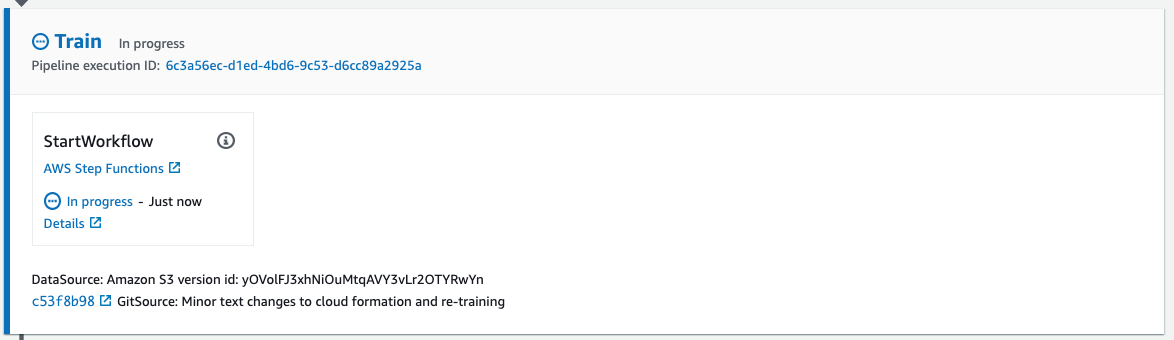 Train In progress
Pipeline execution ID: 6c3a56ec-d1ed-4bd6-9c53-d6cc89a2925a
StartWorkflow
AWS Step Functions
In progress - Just now
Details
DataSource: Amazon S3 version id: yOVolFJ3xhNiOuMtqAVY3vLr2OTYRwYn
c53f8b98 GitSource: Minor text changes to cloud formation and re-training